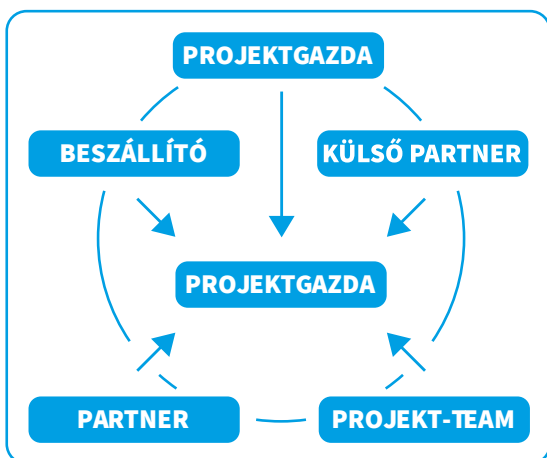 PROJEKTGAZDA
BESZÁLLÍTÓ
KÜLSŐ PARTNER
PROJEKTGAZDA
PARTNER
PROJEKT-TEAM